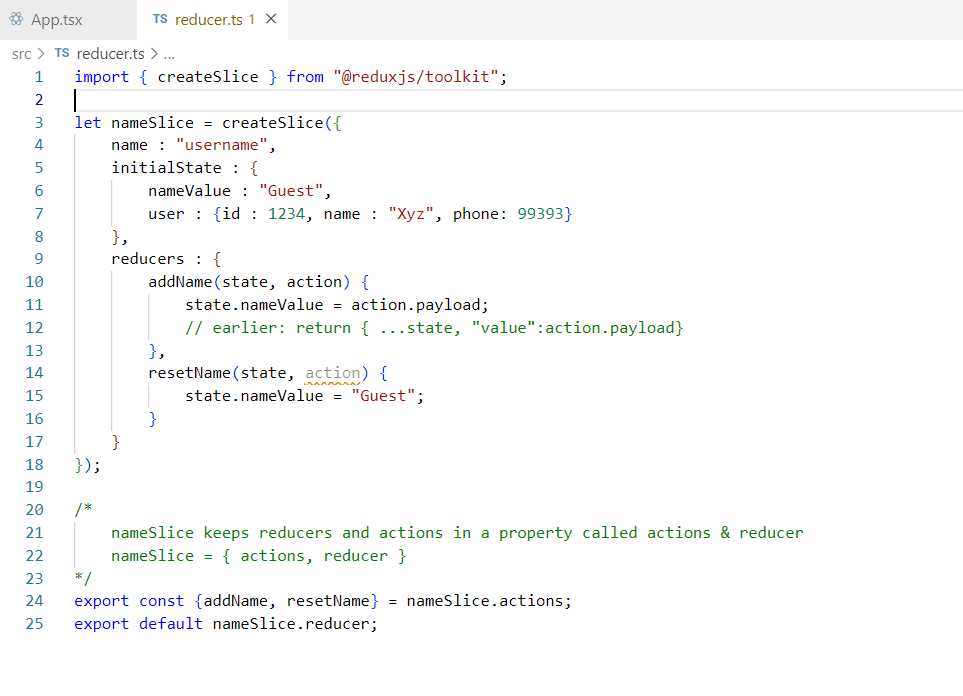 App.tsx TS reducer.ts 1 ×
src > TS reducer.ts > ...
1 import { createSlice } from "@reduxjs/toolkit";
2
3 let nameSlice = createSlice({
4 name : "username",
5 initialState : {
6 nameValue : "Guest",
7 user : {id : 1234, name : "Xyz", phone: 99393}
8 },
9 reducers : {
10 addName(state, action) {
11 state.nameValue = action.payload;
12 // earlier: return { ...state, "value":action.payload}
13 },
14 resetName(state, action) {
15 state.nameValue = "Guest";
16 }
17 }
18 });
19
20 /*
21 nameSlice keeps reducers and actions in a property called actions & reducer
22 nameSlice = { actions, reducer }
23 */
24 export const {addName, resetName} = nameSlice.actions;
25 export default nameSlice.reducer;